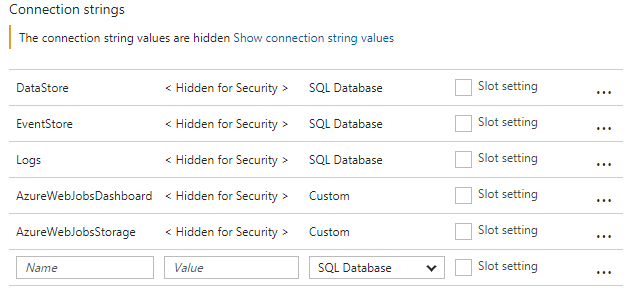 Connection strings
The connection string values are hidden Show connection string values
DataStore < Hidden for Security > SQL Database Slot setting ...
EventStore < Hidden for Security > SQL Database Slot setting ...
Logs < Hidden for Security > SQL Database Slot setting ...
AzureWebJobsDashboard < Hidden for Security > Custom Slot setting ...
AzureWebJobsStorage < Hidden for Security > Custom Slot setting ...
Name Value SQL Database Slot setting ...